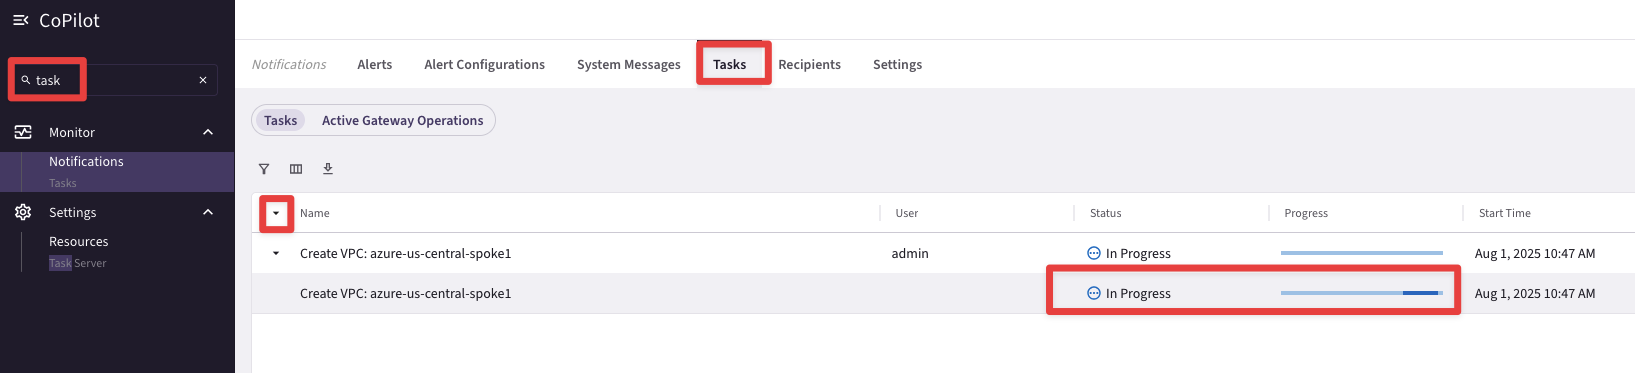 CoPilot
task
Monitor
Notifications
Tasks
Settings
Resources
Task Server
Notifications Alerts Alert Configurations System Messages Tasks Recipients Settings
Tasks Active Gateway Operations
Name User Status Progress Start Time
Create VPC: azure-us-central-spoke1 admin In Progress Aug 1, 2025 10:47 AM
Create VPC: azure-us-central-spoke1 In Progress Aug 1, 2025 10:47 AM